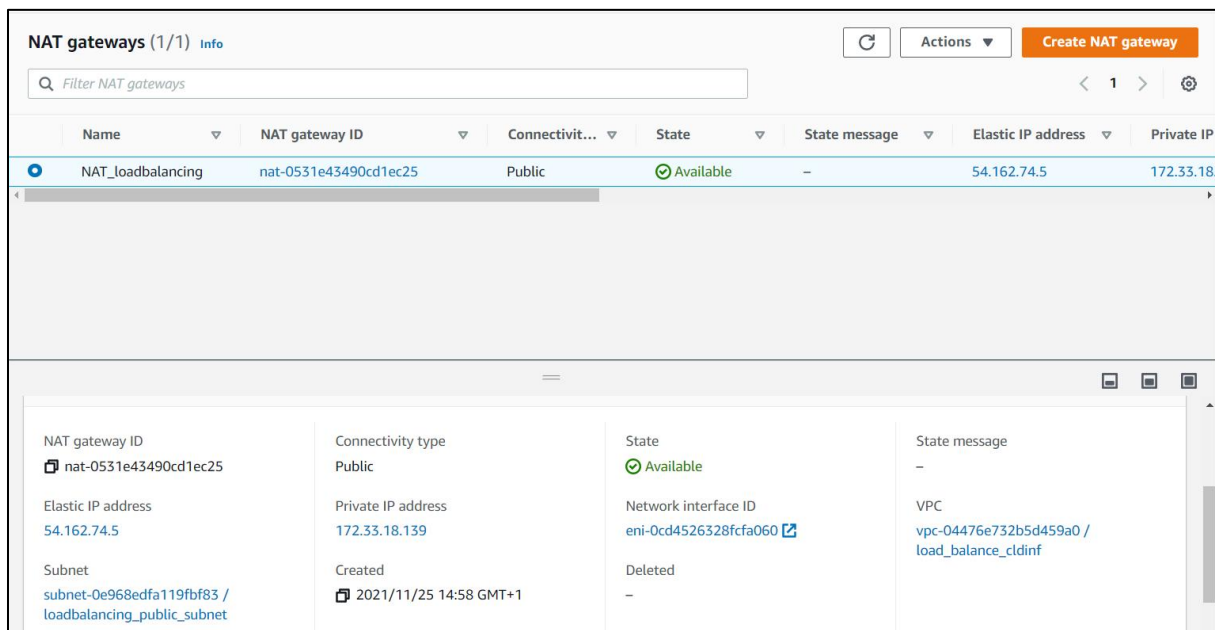 NAT gateways (1/1) Info
Actions
Create NAT gateway
Filter NAT gateways
1
Name NAT gateway ID Connectivit... State State message Elastic IP address Private IP
NAT_loadbalancing nat-0531e43490cd1ec25 Public Available – 54.162.74.5 172.33.18.
NAT gateway ID Connectivity type State State message
nat-0531e43490cd1ec25 Public Available –
Elastic IP address Private IP address Network interface ID VPC
54.162.74.5 172.33.18.139 eni-0cd4526328fcfa060 vpc-04476e732b5d459a0 /
load_balance_cldinf
Subnet Created Deleted
subnet-0e968edfa119fbf83 / 2021/11/25 14:58 GMT+1 –
loadbalancing_public_subnet